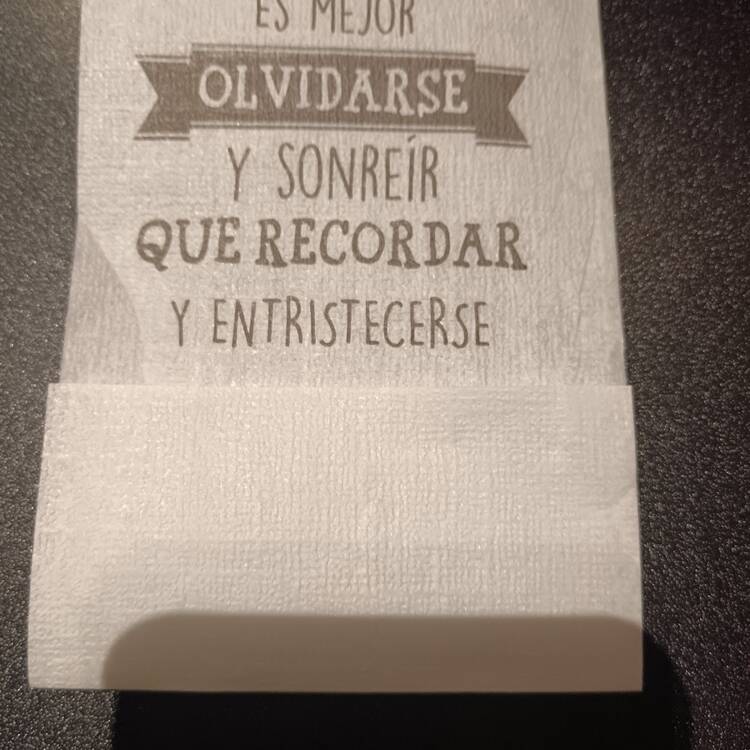 ES MEJOR
OLVIDARSE
Y SONREÍR
QUE RECORDAR
Y ENTRISTECERSE